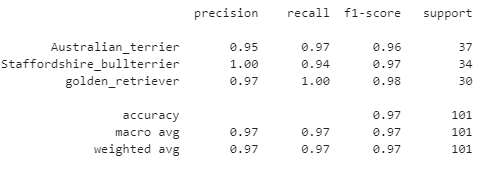 precision recall f1-score support
Australian_terrier 0.95 0.97 0.96 37
Staffordshire_bullterrier 1.00 0.94 0.97 34
golden_retriever 0.97 1.00 0.98 30
accuracy 0.97 101
macro avg 0.97 0.97 0.97 101
weighted avg 0.97 0.97 0.97 101